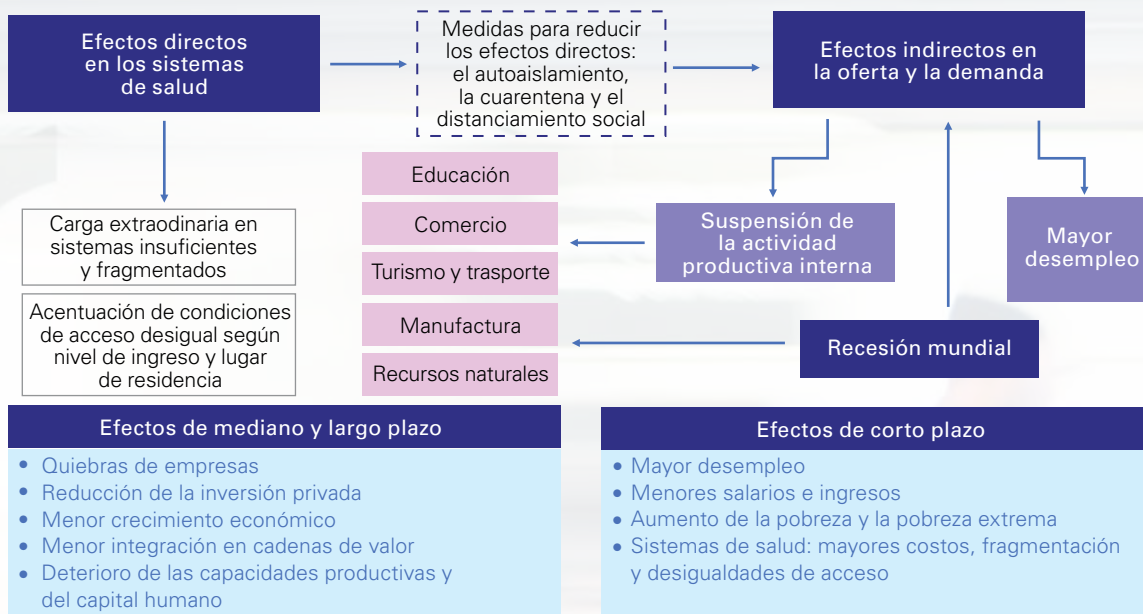 Efectos directos
en los sistemas
de salud
Medidas para reducir
los efectos directos:
el autoaislamiento,
la cuarentena y el
distanciamiento social
Efectos indirectos en
la oferta y la demanda
Carga extraodinaria en
sistemas insuficientes
y fragmentados
Acentuación de condiciones
de acceso desigual según
nivel de ingreso y lugar
de residencia
Educación
Comercio
Turismo y trasporte
Manufactura
Recursos naturales
Suspensión de
la actividad
productiva interna
Mayor
desempleo
Recesión mundial
Efectos de mediano y largo plazo
• Quiebras de empresas
• Reducción de la inversión privada
• Menor crecimiento económico
• Menor integración en cadenas de valor
• Deterioro de las capacidades productivas y
del capital humano
Efectos de corto plazo
• Mayor desempleo
• Menores salarios e ingresos
• Aumento de la pobreza y la pobreza extrema
• Sistemas de salud: mayores costos, fragmentación
y desigualdades de acceso